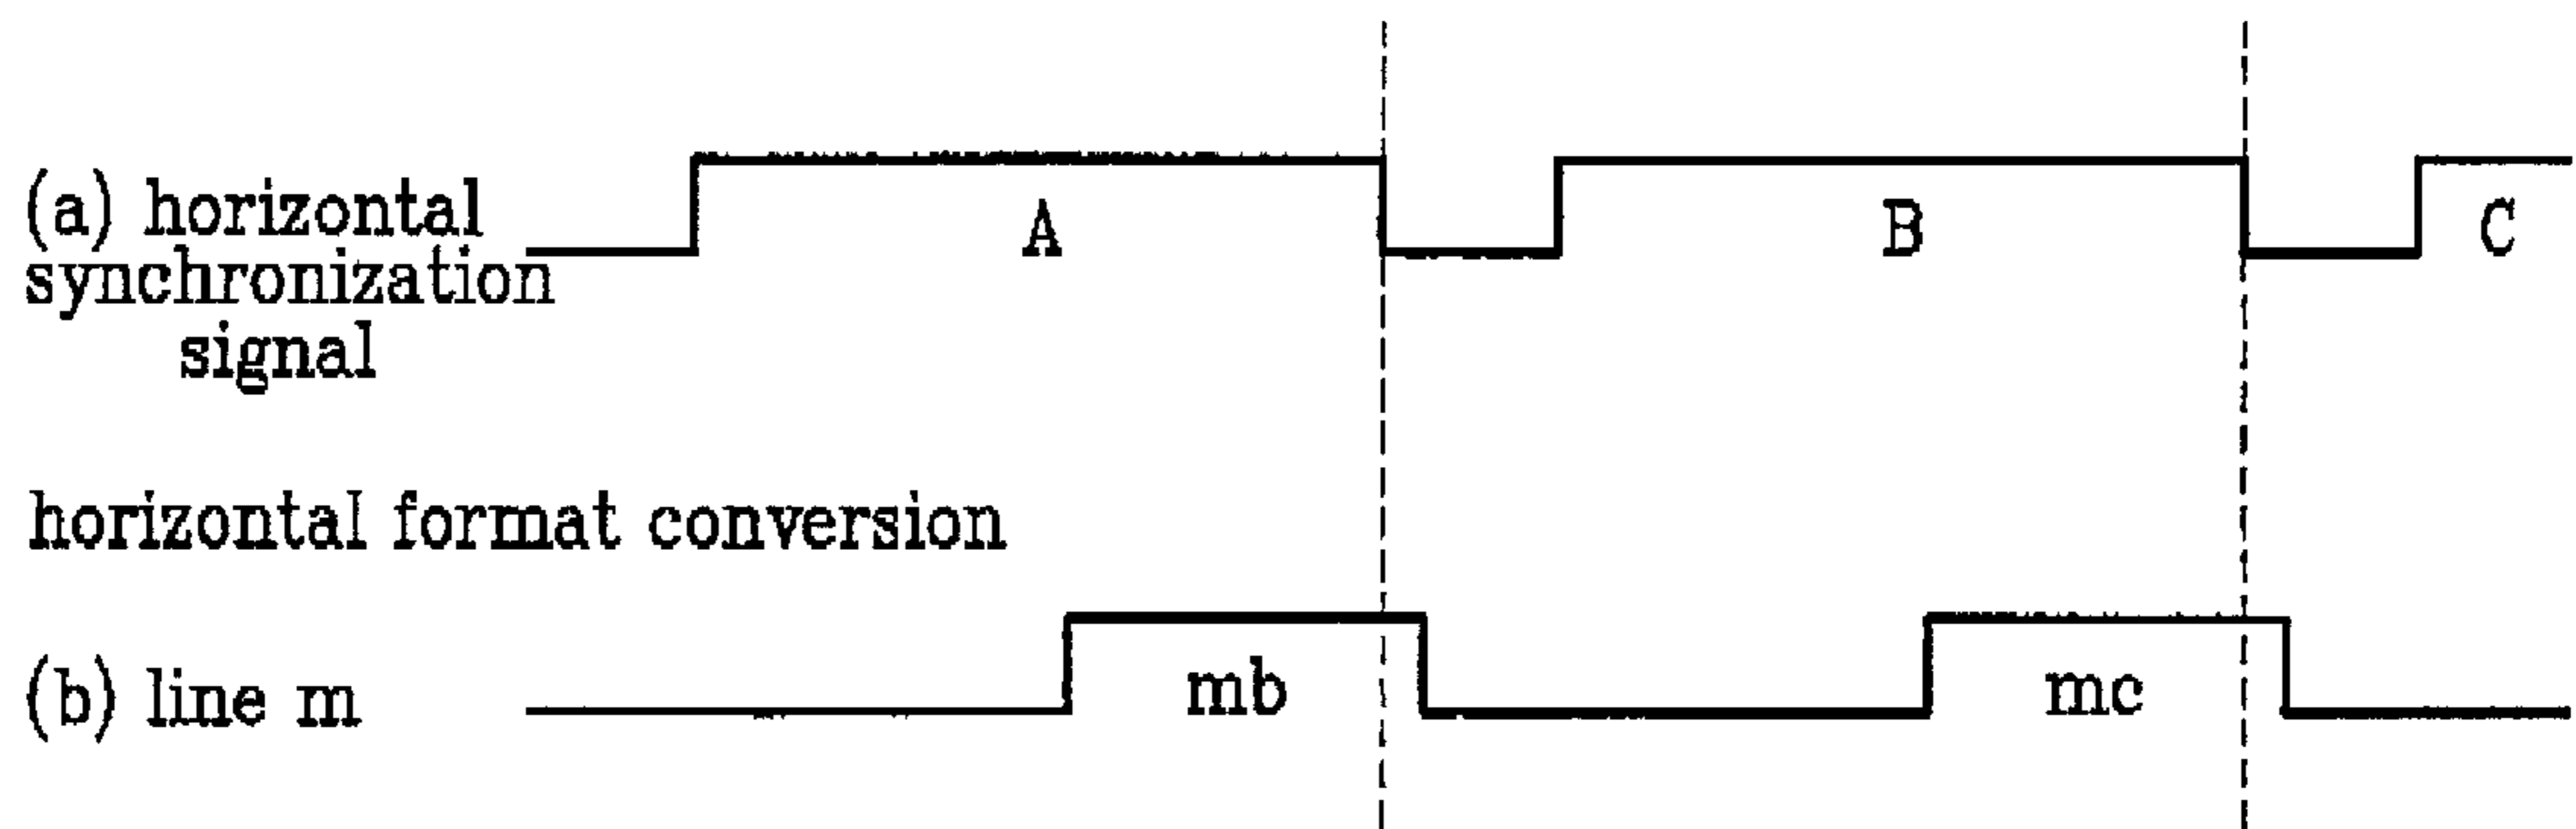 (a) horizontal
synchronization
signal
A
B
C
horizontal format conversion
(b) line m
mb
mc